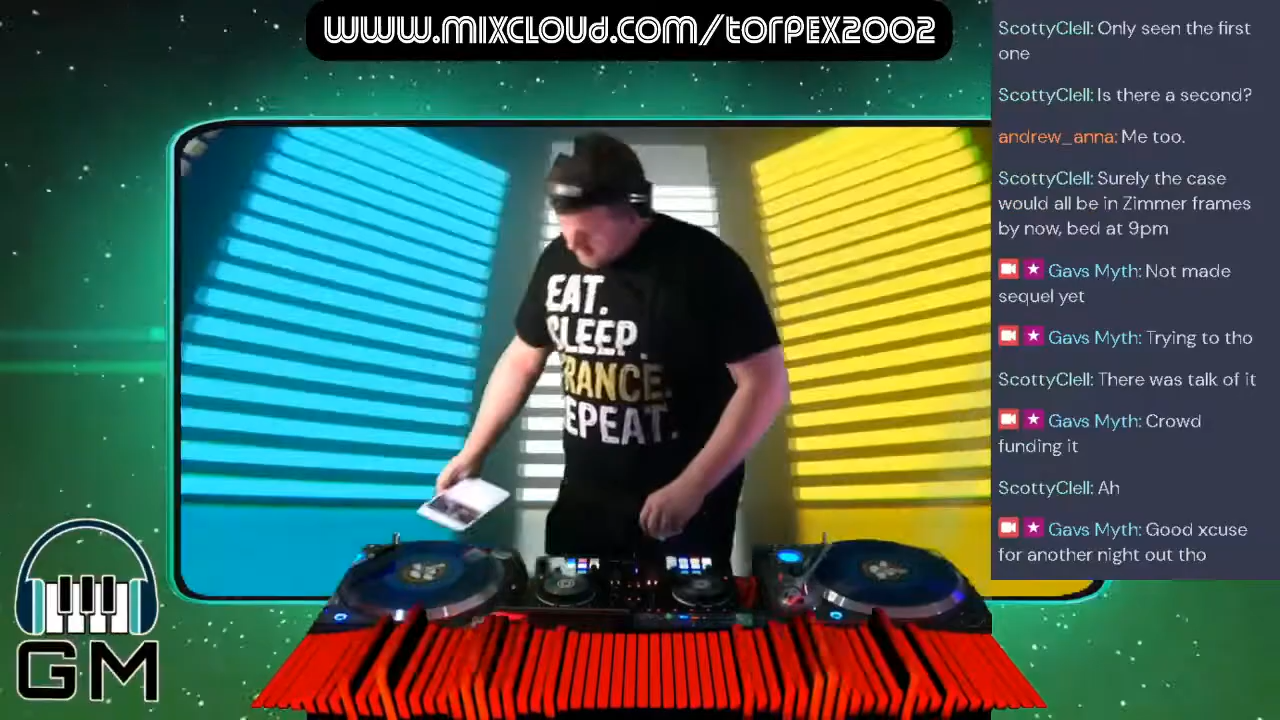 www.mixcloud.com/torpex2002
ScottyClell: Only seen the first
one
ScottyClell: Is there a second?
andrew_anna: Me too.
ScottyClell: Surely the case
would all be in Zimmer frames
by now, bed at 9pm
Gavs Myth: Not made
sequel yet
Gavs Myth: Trying to tho
ScottyClell: There was talk of it
Gavs Myth: Crowd
funding it
ScottyClell: Ah
Gavs Myth: Good xcuse
for another night out tho
EAT.
SLEEP.
TRANCE.
REPEAT.
GM